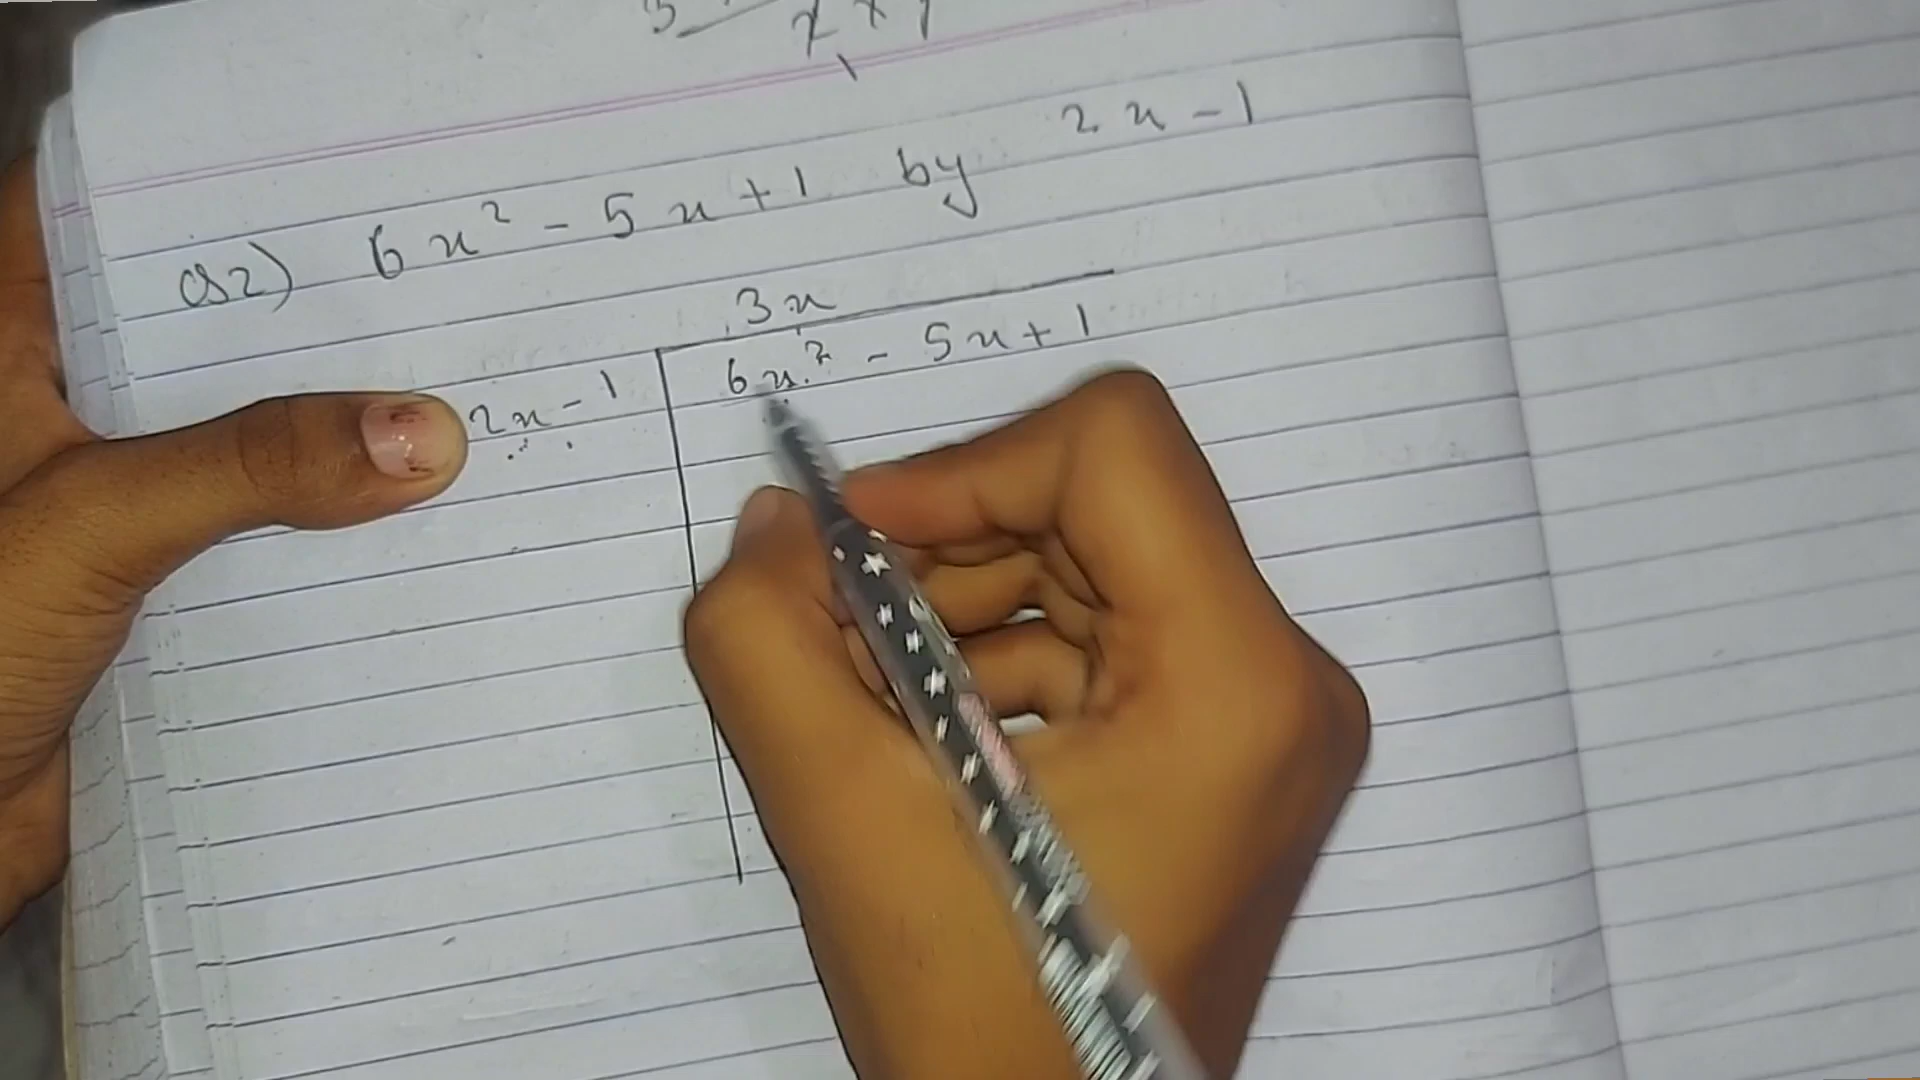 Q2) 6x² - 5x + 1 by 2x - 1
3x
2x - 1 6x² - 5x + 1